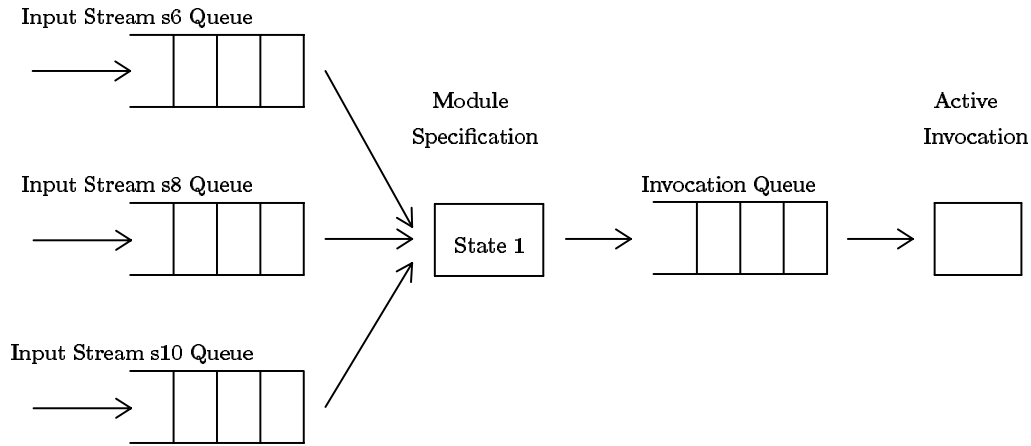 Input Stream s6 Queue
Module
Specification
Active
Invocation
Input Stream s8 Queue
Invocation Queue
State 1
Input Stream s10 Queue